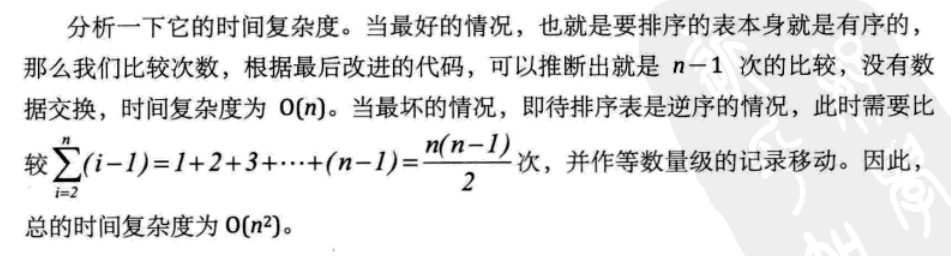 分析一下它的时间复杂度。当最好的情况，也就是要排序的表本身就是有序的，
那么我们比较次数，根据最后改进的代码，可以推断出就是 n－1 次的比较，没有数
据交换，时间复杂度为 O(n)。当最坏的情况，即待排序表是逆序的情况，此时需要比
较 \sum_{i=2}^{n}(i-1)=1+2+3+⋯+(n-1)=\frac{n(n-1)}{2} 次，并作等数量级的记录移动。因此，
总的时间复杂度为 O(n²)。